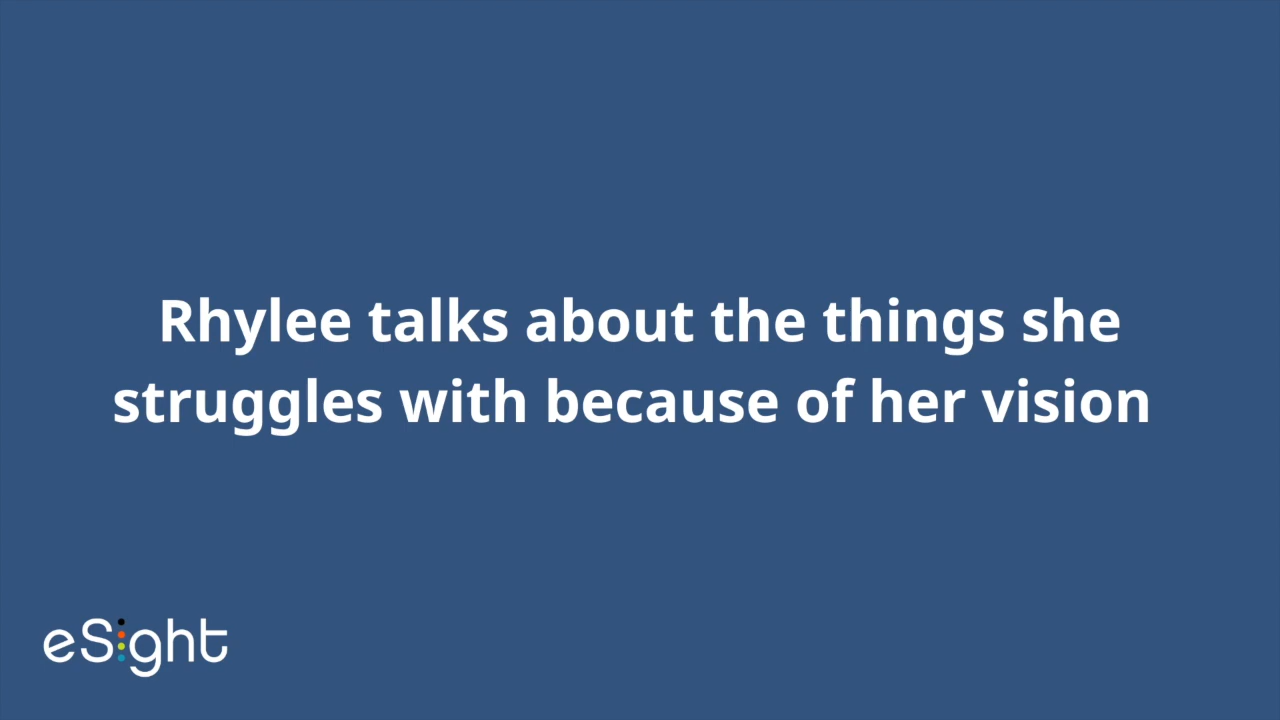 Rhylee talks about the things she
struggles with because of her vision
eSight